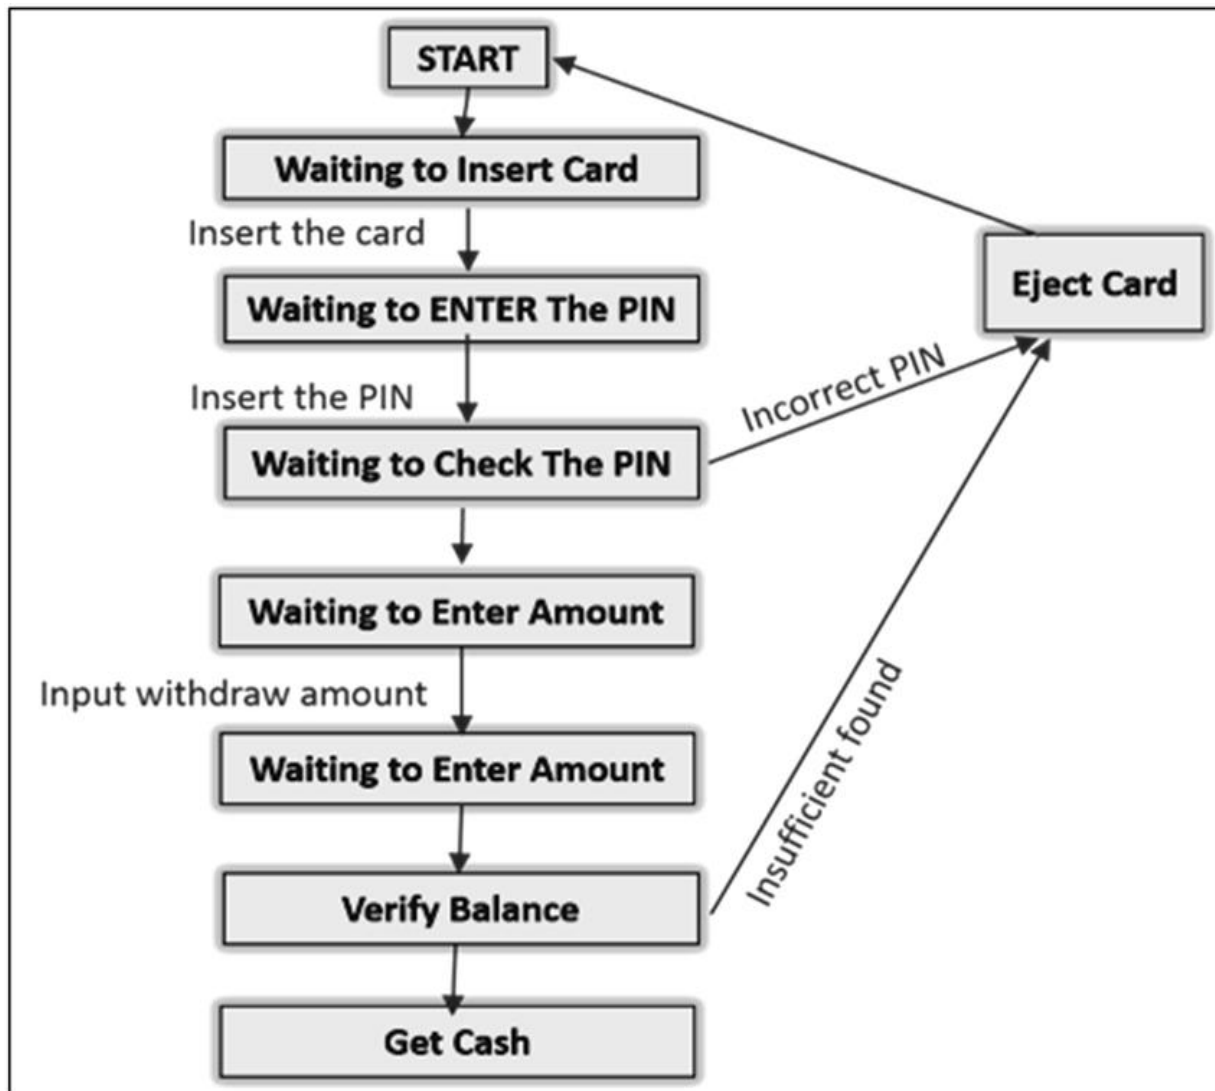 START
Waiting to Insert Card
Insert the card
Eject Card
Waiting to ENTER The PIN
Incorrect PIN
Insert the PIN
Waiting to Check The PIN
Waiting to Enter Amount
Input withdraw amount
Insufficient found
Waiting to Enter Amount
Verify Balance
Get Cash